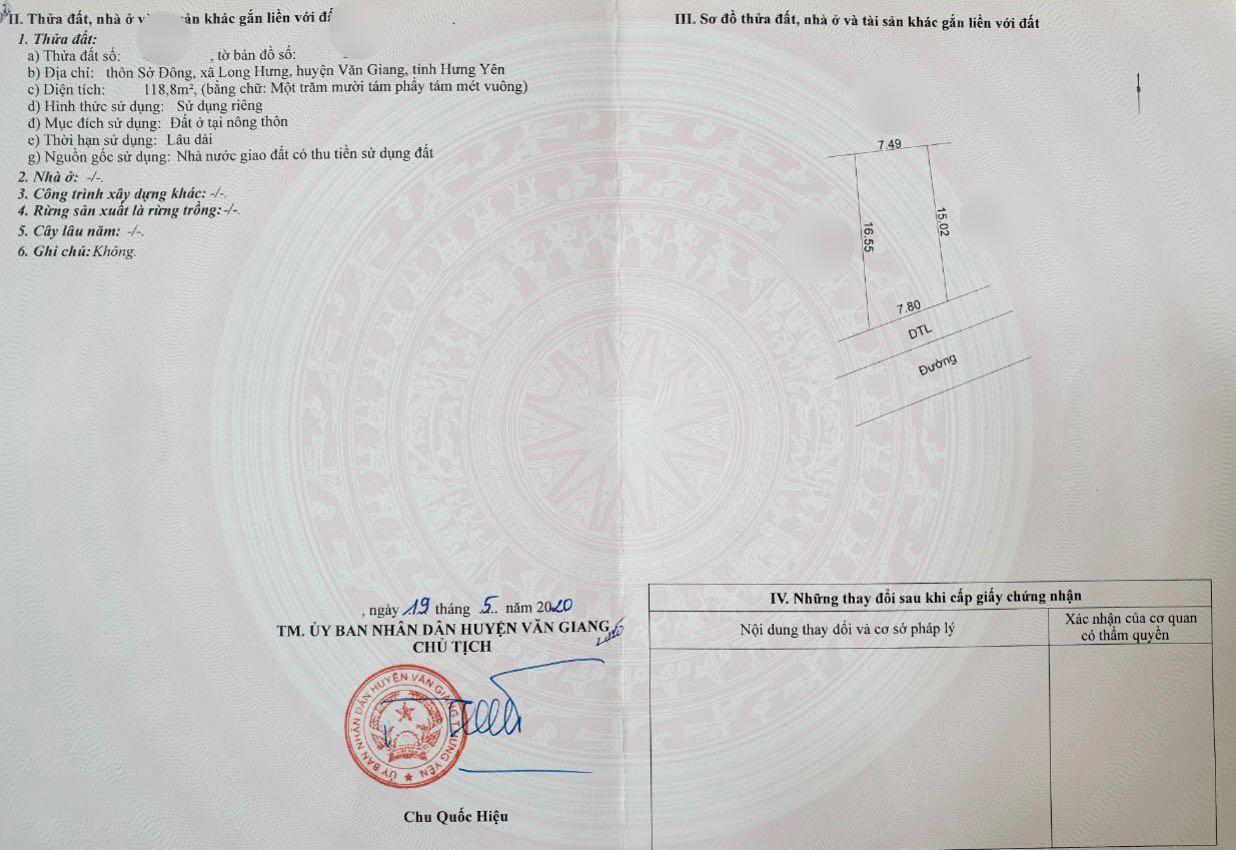 II. Thửa đất, nhà ở và sản khác gắn liền với đất
1. Thửa đất:
a) Thửa đất số: , tờ bản đồ số:
b) Địa chỉ: thôn Sở Đông, xã Long Hưng, huyện Văn Giang, tỉnh Hưng Yên
c) Diện tích: 118,8m², (bằng chữ: Một trăm mười tám phẩy tám mét vuông)
d) Hình thức sử dụng: Sử dụng riêng
đ) Mục đích sử dụng: Đất ở tại nông thôn
e) Thời hạn sử dụng: Lâu dài
g) Nguồn gốc sử dụng: Nhà nước giao đất có thu tiền sử dụng đất
2. Nhà ở: -/-.
3. Công trình xây dựng khác: -/-.
4. Rừng sản xuất là rừng trồng: -/-.
5. Cây lâu năm: -/-.
6. Ghi chú: Không.
, ngày 19 tháng 5.. năm 2020
TM. ỦY BAN NHÂN DÂN HUYỆN VĂN GIANG
CHỦ TỊCH
ỦY BAN NHÂN DÂN HUYỆN VĂN GIANG T. HƯNG YÊN
Chu Quốc Hiệu
III. Sơ đồ thửa đất, nhà ở và tài sản khác gắn liền với đất
7.49
16.55
15.02
7.80
DTL
Đường
IV. Những thay đổi sau khi cấp giấy chứng nhận
Nội dung thay đổi và cơ sở pháp lý
Xác nhận của cơ quan
có thẩm quyền